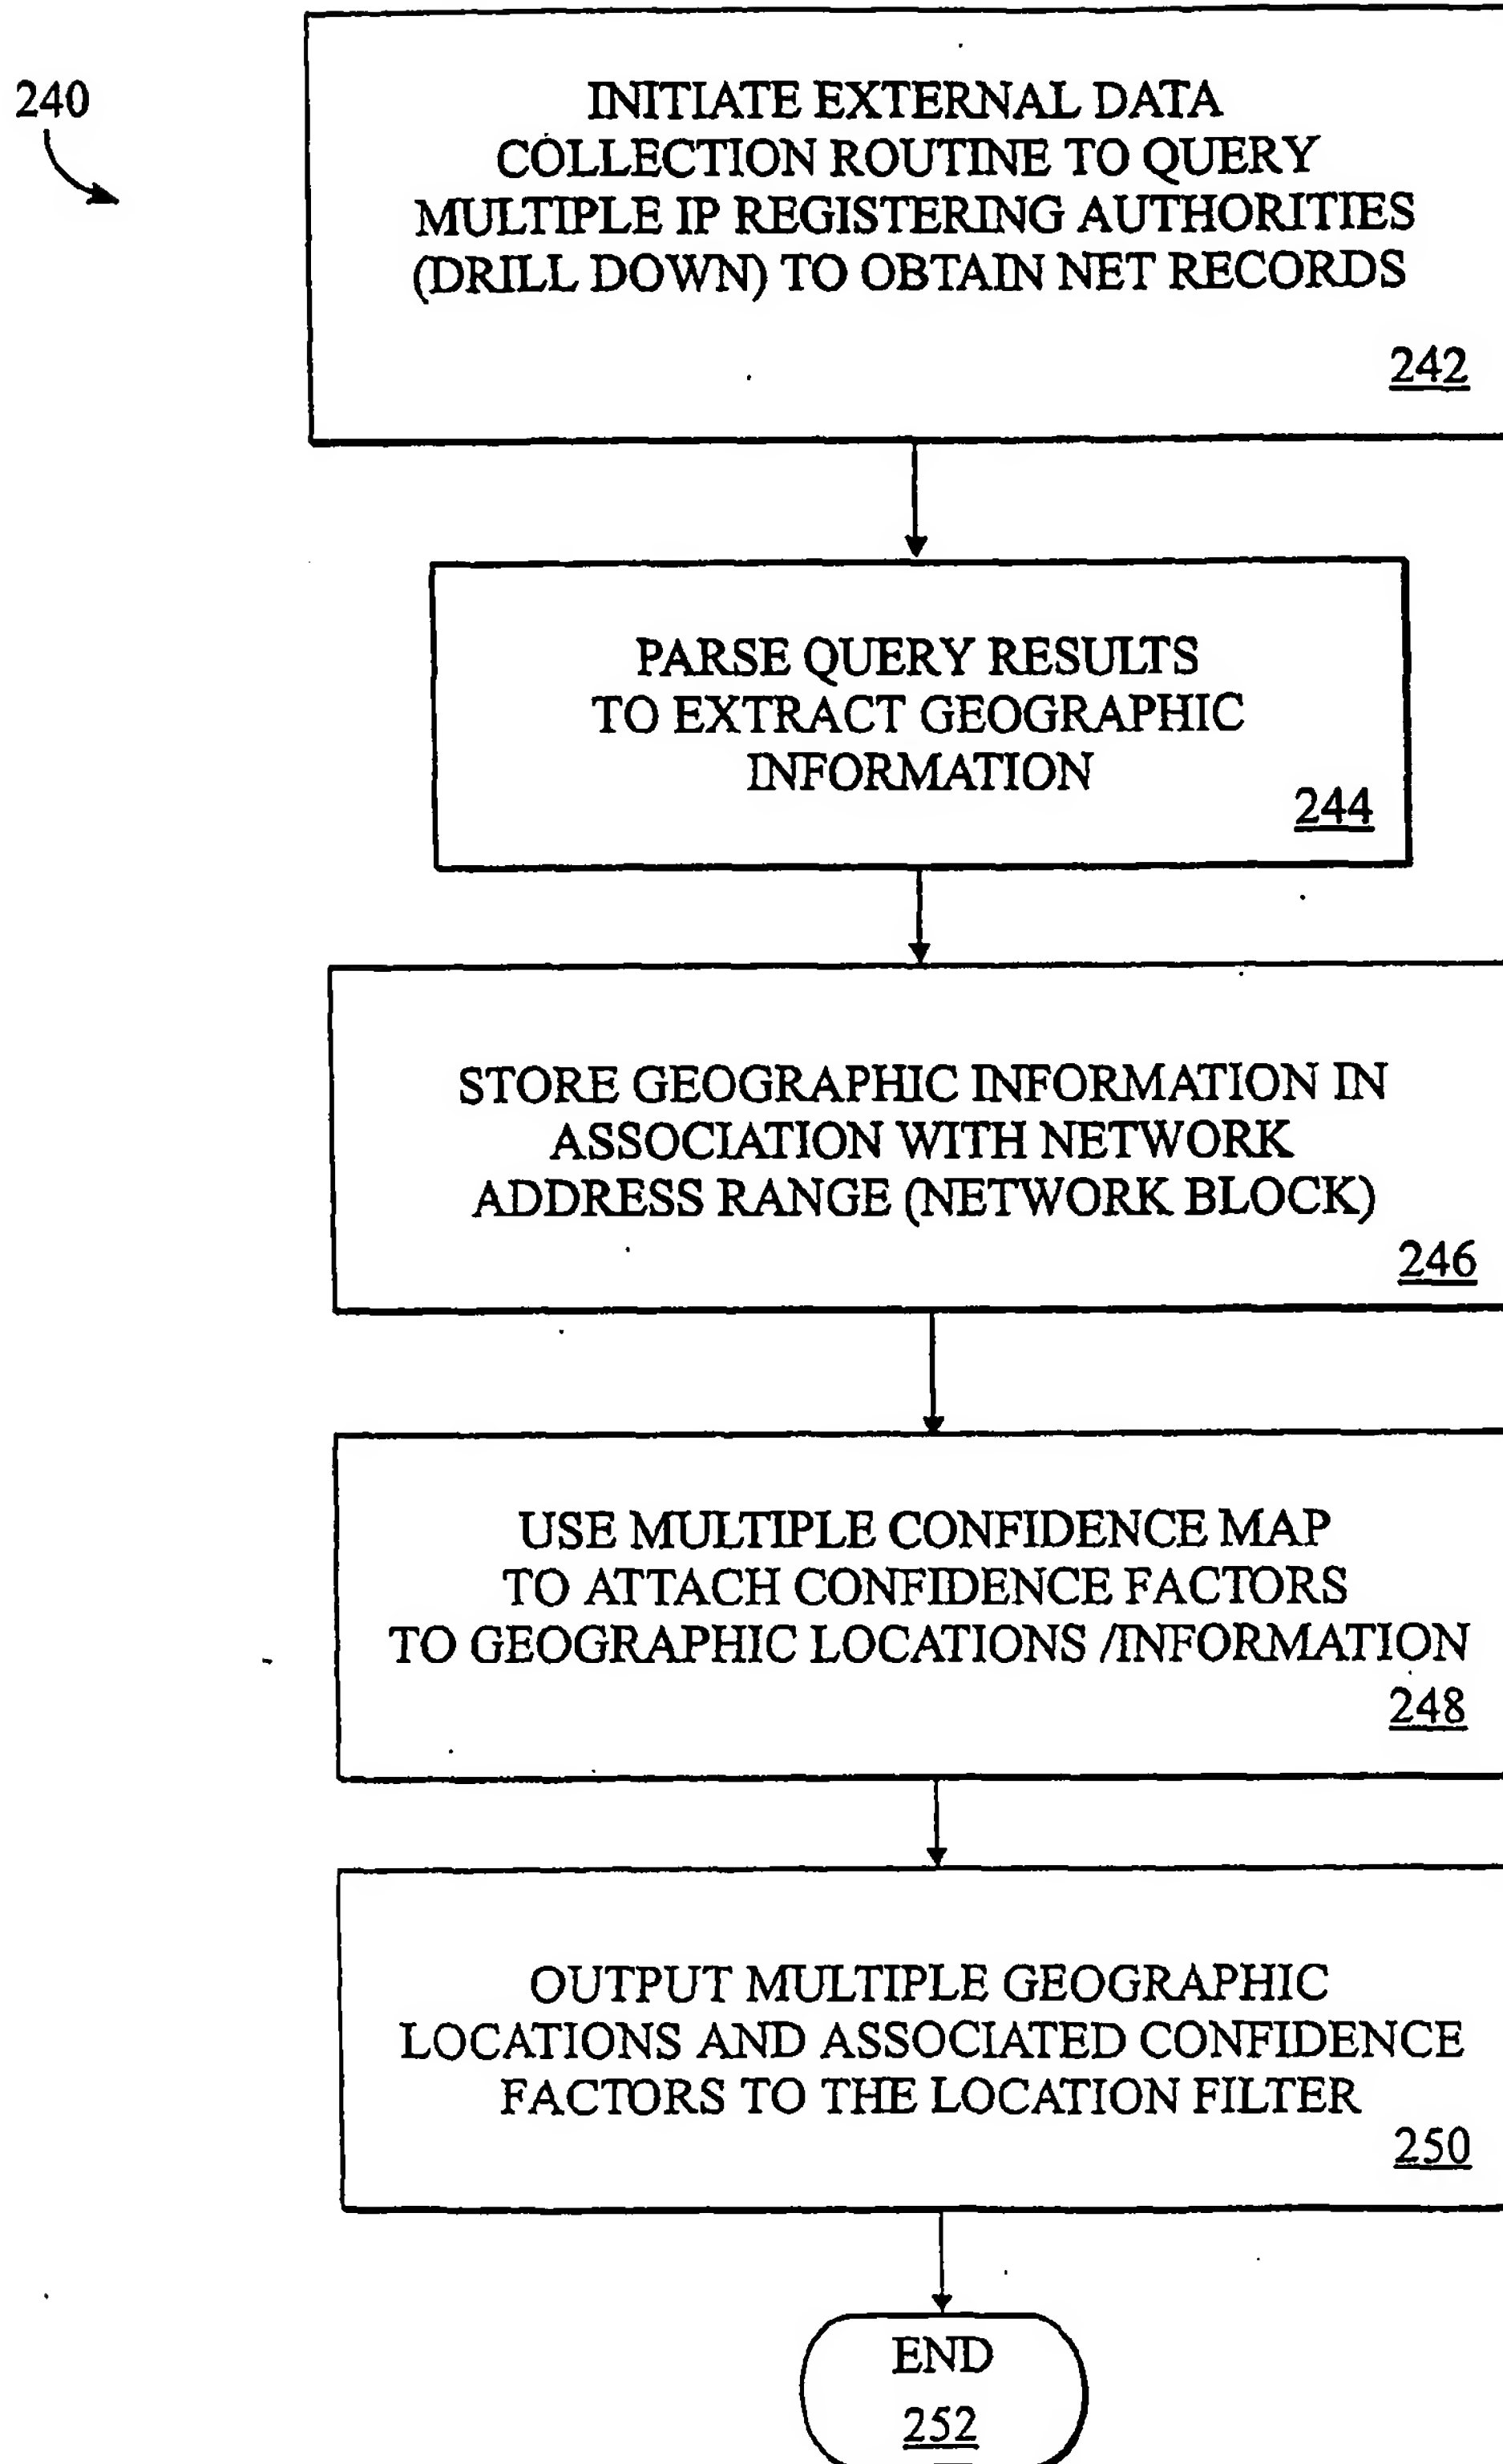 240
INITIATE EXTERNAL DATA
COLLECTION ROUTINE TO QUERY
MULTIPLE IP REGISTERING AUTHORITIES
(DRILL DOWN) TO OBTAIN NET RECORDS
242
PARSE QUERY RESULTS
TO EXTRACT GEOGRAPHIC
INFORMATION
244
STORE GEOGRAPHIC INFORMATION IN
ASSOCIATION WITH NETWORK
ADDRESS RANGE (NETWORK BLOCK)
246
USE MULTIPLE CONFIDENCE MAP
TO ATTACH CONFIDENCE FACTORS
TO GEOGRAPHIC LOCATIONS /INFORMATION
248
OUTPUT MULTIPLE GEOGRAPHIC
LOCATIONS AND ASSOCIATED CONFIDENCE
FACTORS TO THE LOCATION FILTER
250
END
252